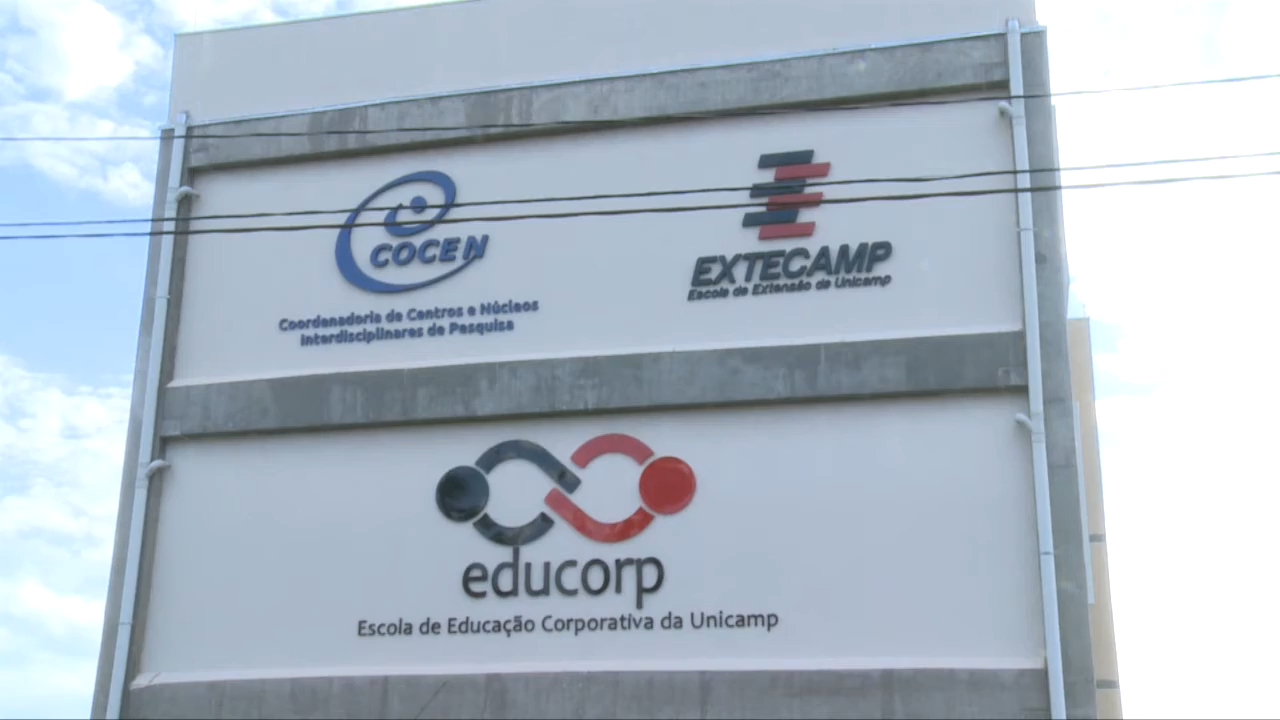 COCEN
Coordenadoria de Centros e Núcleos
Interdisciplinares de Pesquisa
EXTECAMP
Escola de Extensão da Unicamp
educorp
Escola de Educação Corporativa da Unicamp